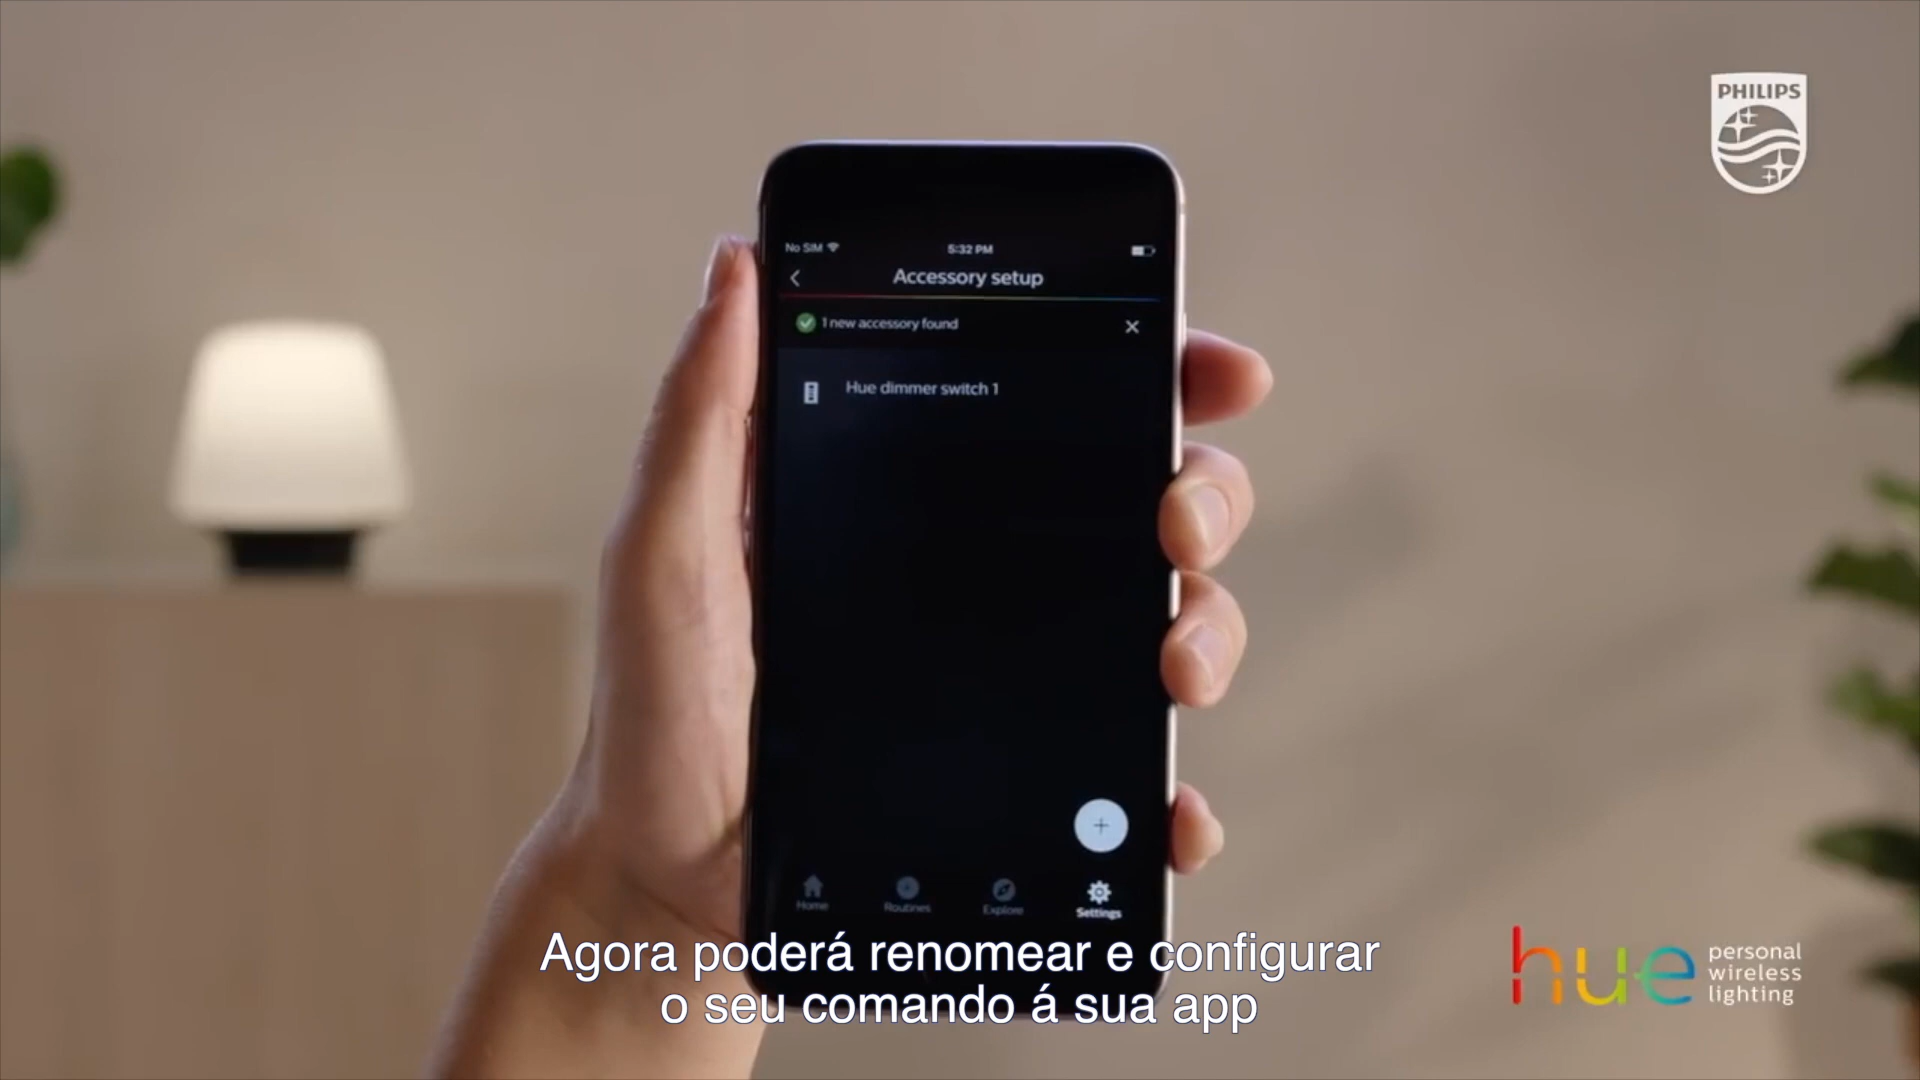 PHILIPS
No SIM
5:32 PM
Accessory setup
1 new accessory found
Hue dimmer switch 1
Home
Routines
Explore
Settings
Agora poderá renomear e configurar
o seu comando á sua app
hue
personal
wireless
lighting